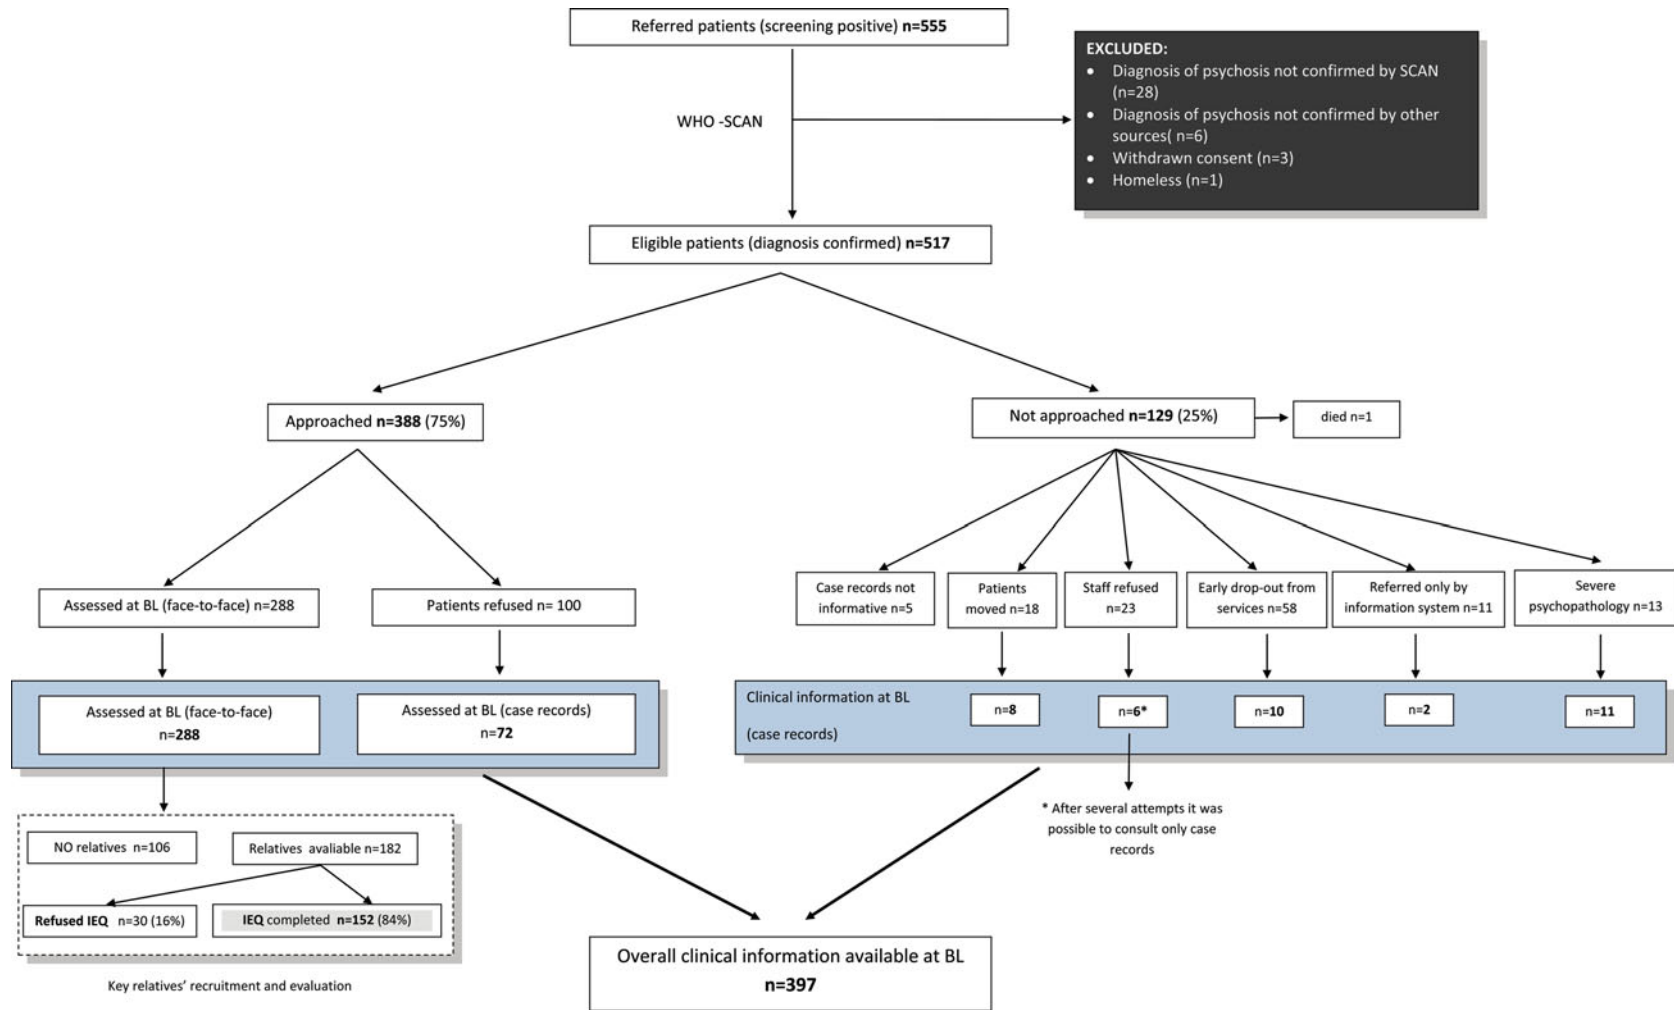 Referred patients (screening positive) n=555
EXCLUDED:
• Diagnosis of psychosis not confirmed by SCAN
(n=28)
• Diagnosis of psychosis not confirmed by other
sources( n=6)
• Withdrawn consent (n=3)
• Homeless (n=1)
WHO -SCAN
Eligible patients (diagnosis confirmed) n=517
Approached n=388 (75%)
Not approached n=129 (25%)
died n=1
Assessed at BL (face-to-face) n=288
Patients refused n= 100
Case records not
informative n=5
Patients
moved n=18
Staff refused
n=23
Early drop-out from
services n=58
Referred only by
information system n=11
Severe
psychopathology n=13
Assessed at BL (face-to-face)
n=288
Assessed at BL (case records)
n=72
Clinical information at BL
(case records)
n=8
n=6*
n=10
n=2
n=11
* After several attempts it was
possible to consult only case
records
NO relatives n=106
Relatives avaliable n=182
Refused IEQ n=30 (16%)
IEQ completed n=152 (84%)
Key relatives' recruitment and evaluation
Overall clinical information available at BL
n=397